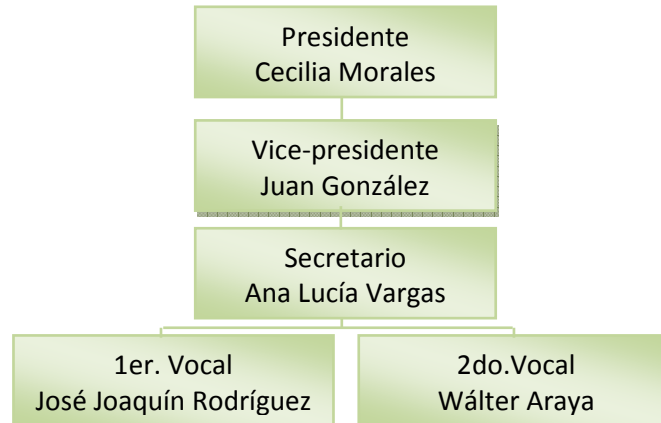 Presidente
Cecilia Morales
Vice-presidente
Juan González
Secretario
Ana Lucía Vargas
1er. Vocal
José Joaquín Rodríguez
2do.Vocal
Wálter Araya